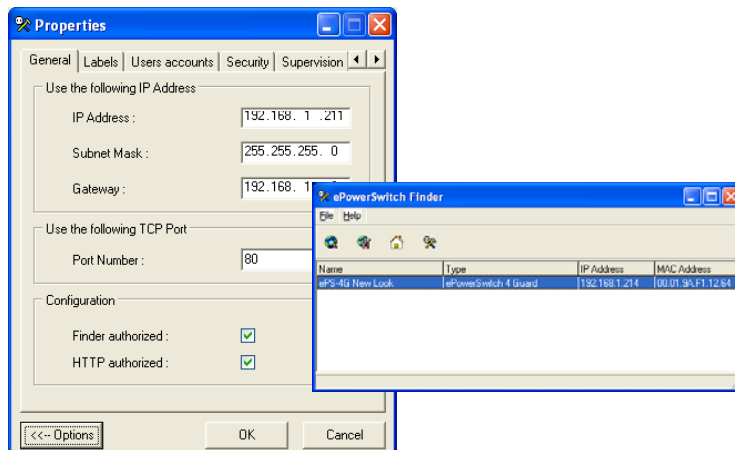 Properties
General Labels Users accounts Security Supervision
Use the following IP Address
IP Address :
192.168. 1 .211
Subnet Mask :
255.255.255. 0
Gateway :
192.168. 1
Use the following TCP Port
Port Number :
80
Configuration
Finder authorized :
HTTP authorized :
<<-- Options
OK
Cancel
ePowerSwitch Finder
File Help
Name Type IP Address MAC Address
ePS-4G New Look ePowerSwitch 4 Guard 192.168.1.214 00.01.9A.F1.12.64